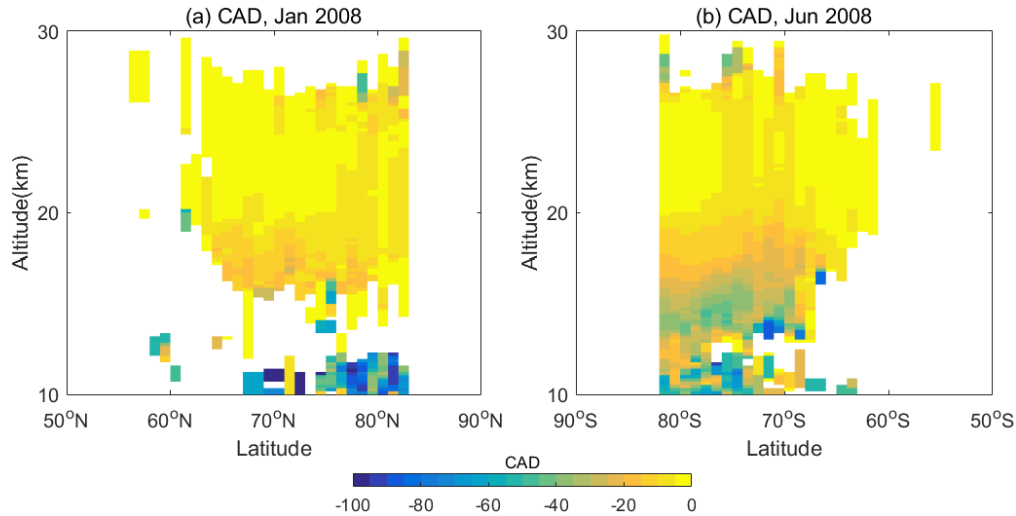 (a) CAD, Jan 2008
(b) CAD, Jun 2008
30
20
10
Altitude(km)
50°N 60°N 70°N 80°N 90°N
Latitude
30
20
10
Altitude(km)
90°S 80°S 70°S 60°S 50°S
Latitude
CAD
-100 -80 -60 -40 -20 0